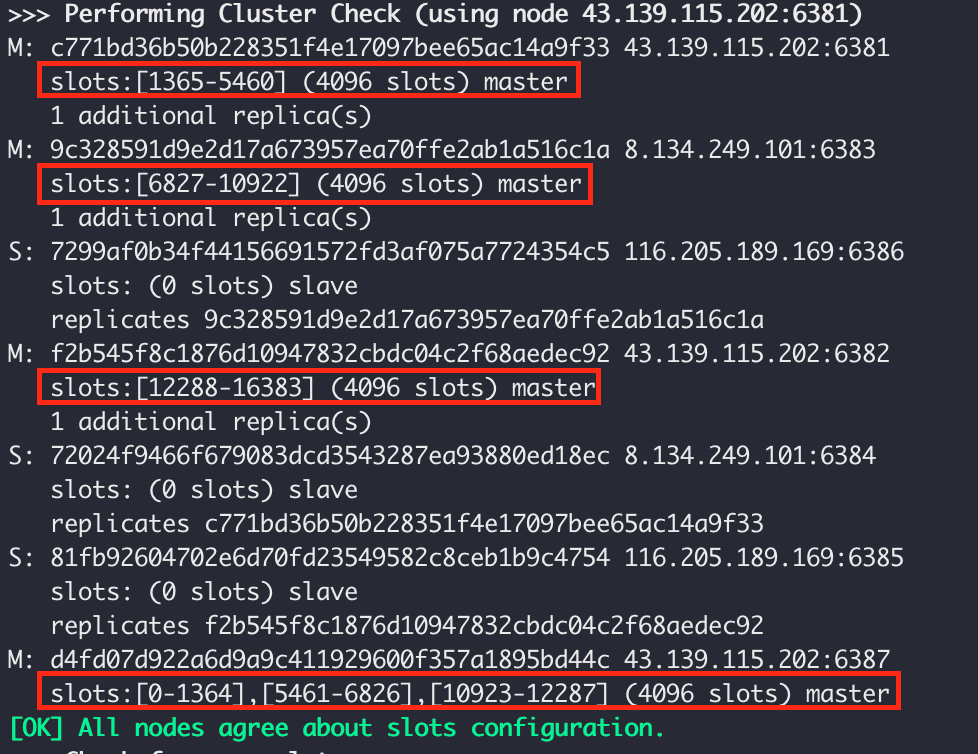 >>> Performing Cluster Check (using node 43.139.115.202:6381)
M: c771bd36b50b228351f4e17097bee65ac14a9f33 43.139.115.202:6381
slots:[1365-5460] (4096 slots) master
1 additional replica(s)
M: 9c328591d9e2d17a673957ea70ffe2ab1a516c1a 8.134.249.101:6383
slots:[6827-10922] (4096 slots) master
1 additional replica(s)
S: 7299af0b34f44156691572fd3af075a7724354c5 116.205.189.169:6386
slots: (0 slots) slave
replicates 9c328591d9e2d17a673957ea70ffe2ab1a516c1a
M: f2b545f8c1876d10947832cbdc04c2f68aedec92 43.139.115.202:6382
slots:[12288-16383] (4096 slots) master
1 additional replica(s)
S: 72024f9466f679083dcd3543287ea93880ed18ec 8.134.249.101:6384
slots: (0 slots) slave
replicates c771bd36b50b228351f4e17097bee65ac14a9f33
S: 81fb92604702e6d70fd23549582c8ceb1b9c4754 116.205.189.169:6385
slots: (0 slots) slave
replicates f2b545f8c1876d10947832cbdc04c2f68aedec92
M: d4fd07d922a6d9a9c411929600f357a1895bd44c 43.139.115.202:6387
slots:[0-1364],[5461-6826],[10923-12287] (4096 slots) master
[OK] All nodes agree about slots configuration.